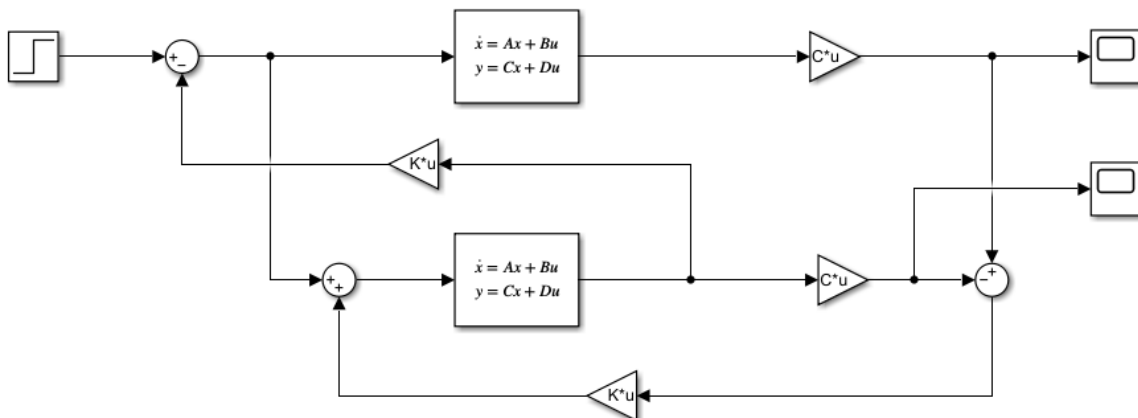 +
−
ẋ = Ax + Bu
y = Cx + Du
C*u
K*u
+
+
ẋ = Ax + Bu
y = Cx + Du
C*u
−
+
K*u